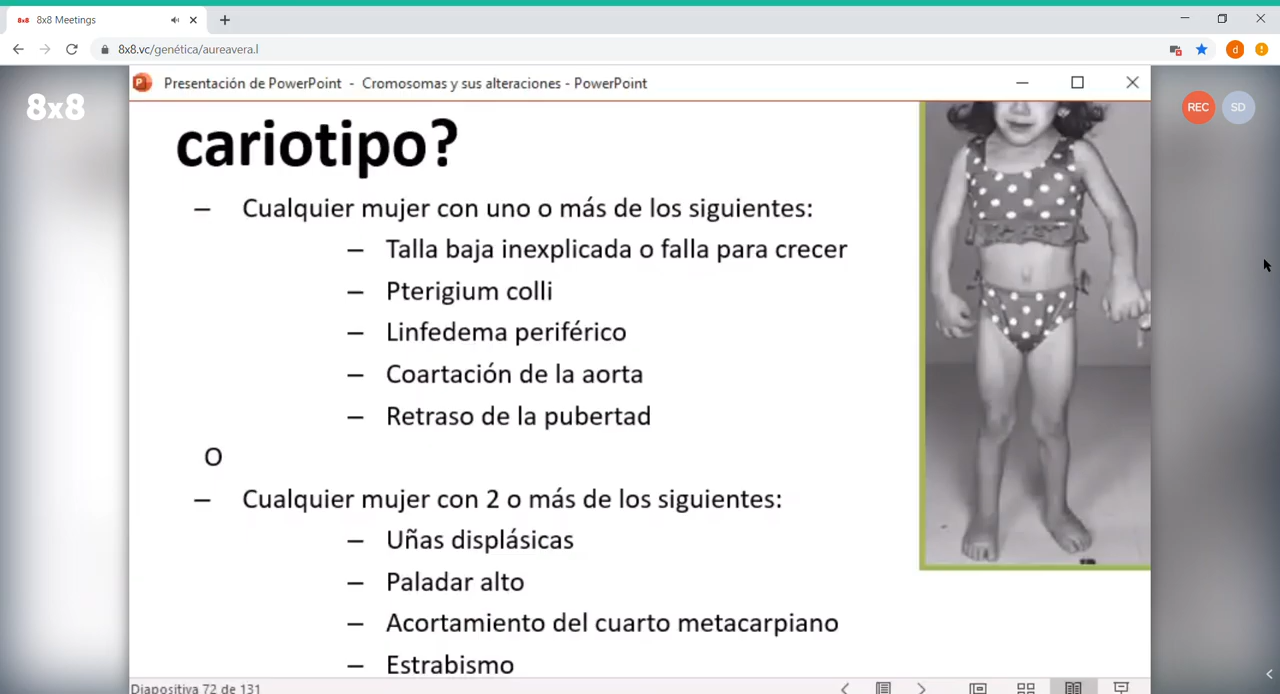 8x8 8x8 Meetings
8x8.vc/genética/aureavera.l
d
8x8
Presentación de PowerPoint - Cromosomas y sus alteraciones - PowerPoint
REC SD
cariotipo?
– Cualquier mujer con uno o más de los siguientes:
– Talla baja inexplicada o falla para crecer
– Pterigium colli
– Linfedema periférico
– Coartación de la aorta
– Retraso de la pubertad
O
– Cualquier mujer con 2 o más de los siguientes:
– Uñas displásicas
– Paladar alto
– Acortamiento del cuarto metacarpiano
– Estrabismo
Diapositiva 72 de 131